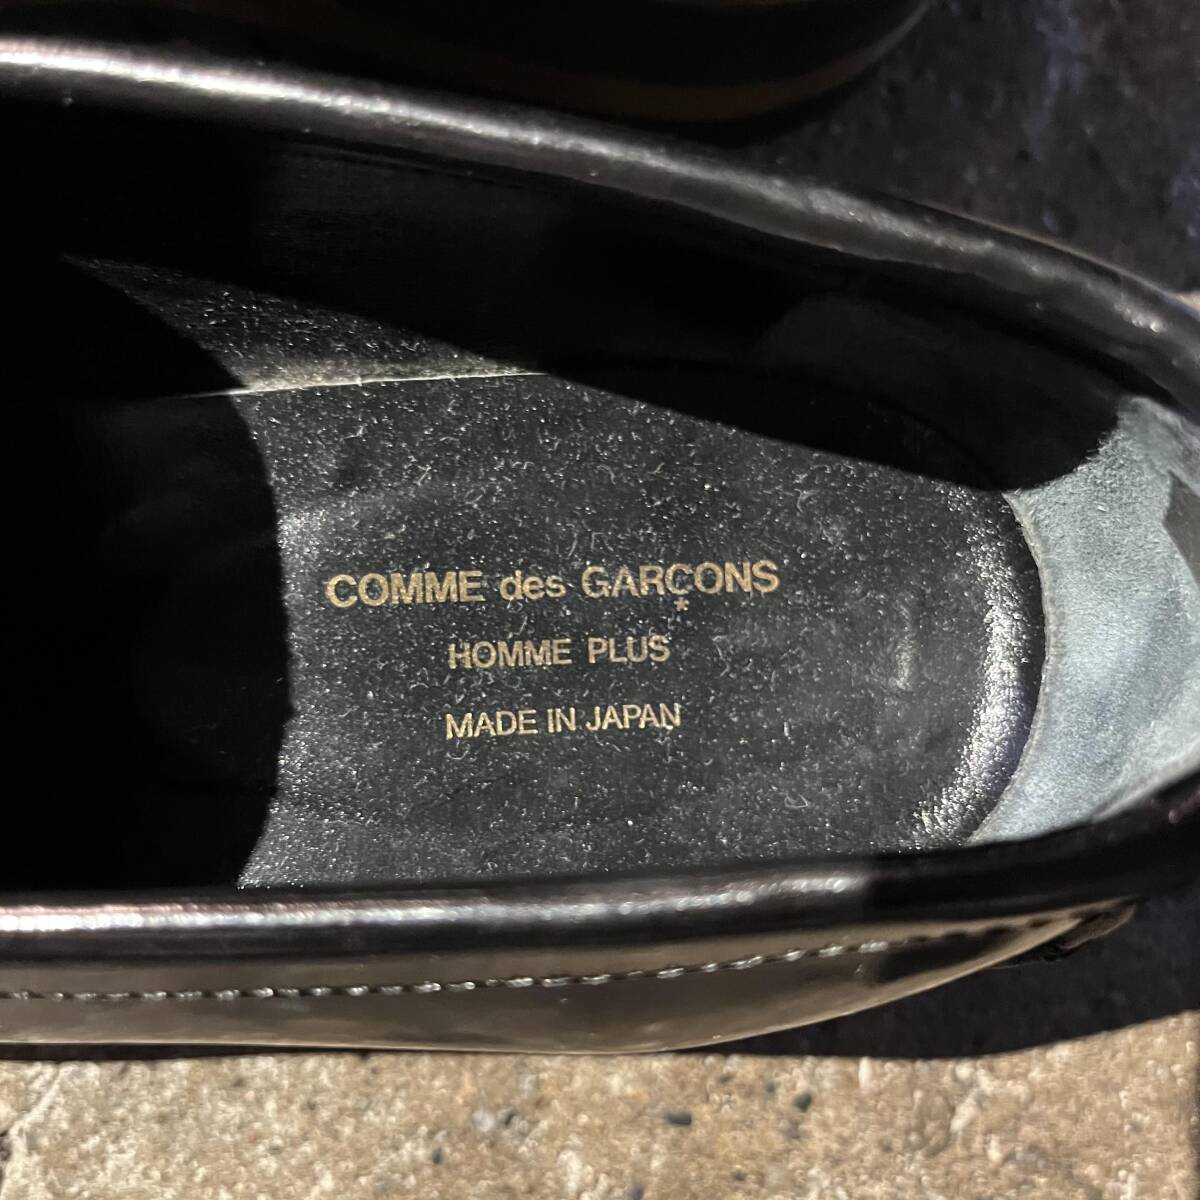 COMME des GARÇONS
*
HOMME PLUS
MADE IN JAPAN